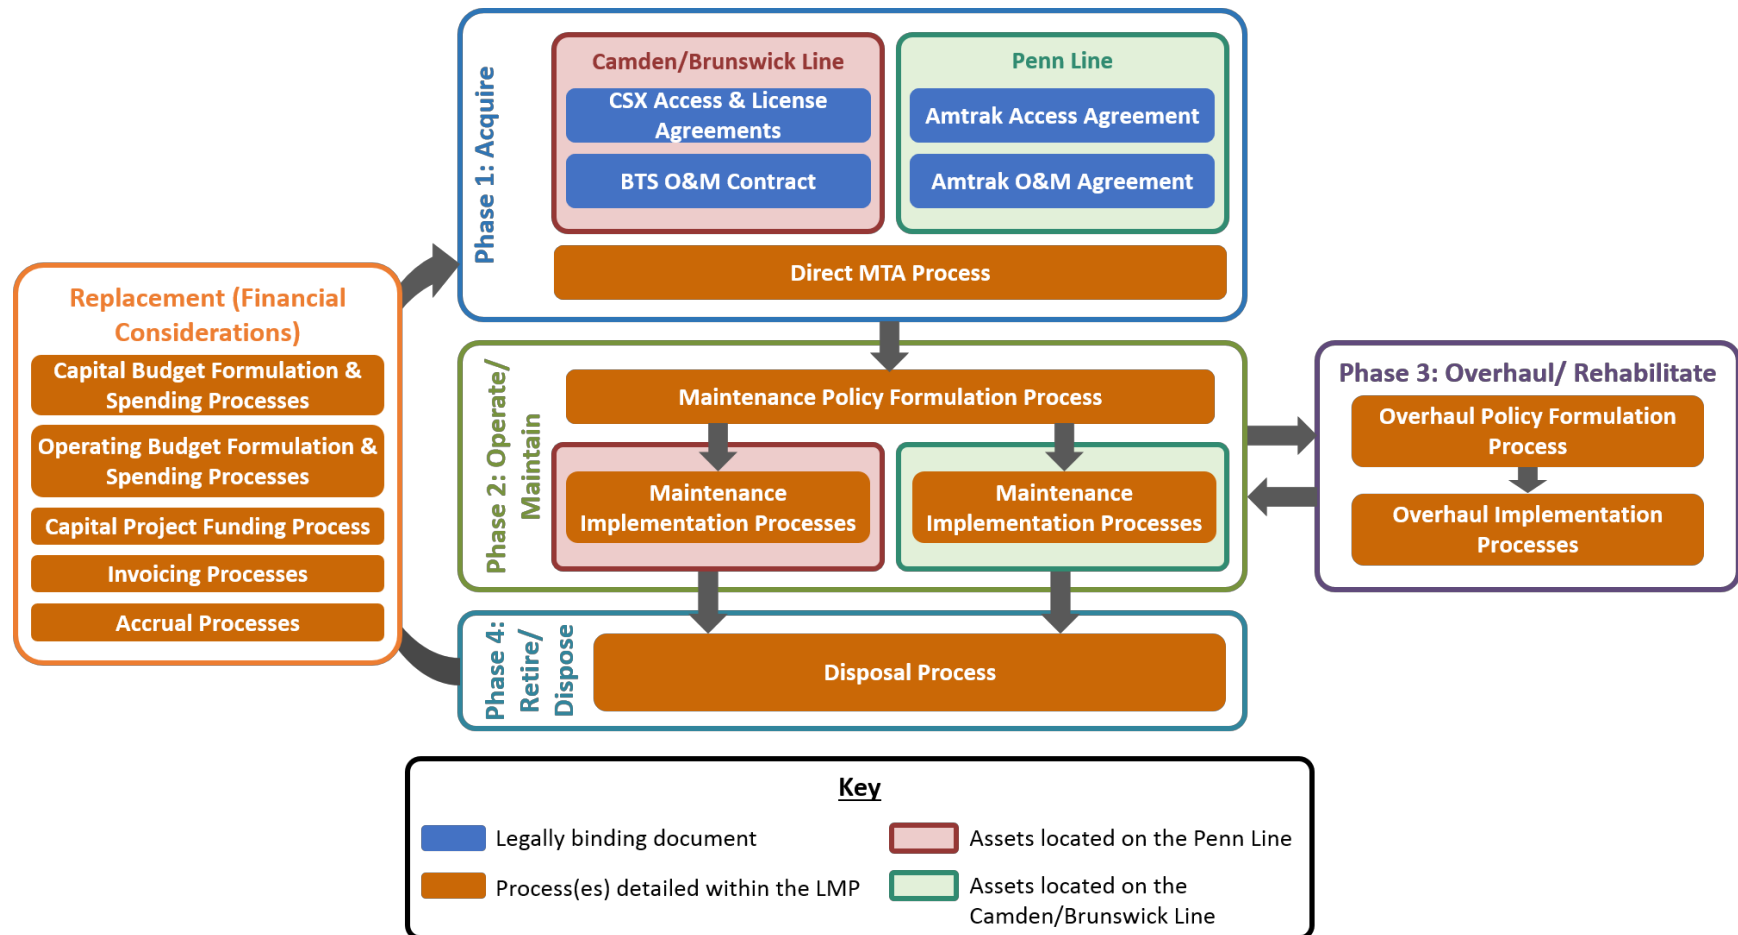 Phase 1: Acquire
Camden/Brunswick Line
CSX Access & License
Agreements
BTS O&M Contract
Penn Line
Amtrak Access Agreement
Amtrak O&M Agreement
Direct MTA Process
Replacement (Financial
Considerations)
Capital Budget Formulation &
Spending Processes
Operating Budget Formulation &
Spending Processes
Capital Project Funding Process
Invoicing Processes
Accrual Processes
Phase 2: Operate/
Maintain
Maintenance Policy Formulation Process
Maintenance
Implementation Processes
Maintenance
Implementation Processes
Phase 3: Overhaul/ Rehabilitate
Overhaul Policy Formulation
Process
Overhaul Implementation
Processes
Phase 4:
Retire/
Dispose
Disposal Process
Key
Legally binding document
Process(es) detailed within the LMP
Assets located on the Penn Line
Assets located on the
Camden/Brunswick Line